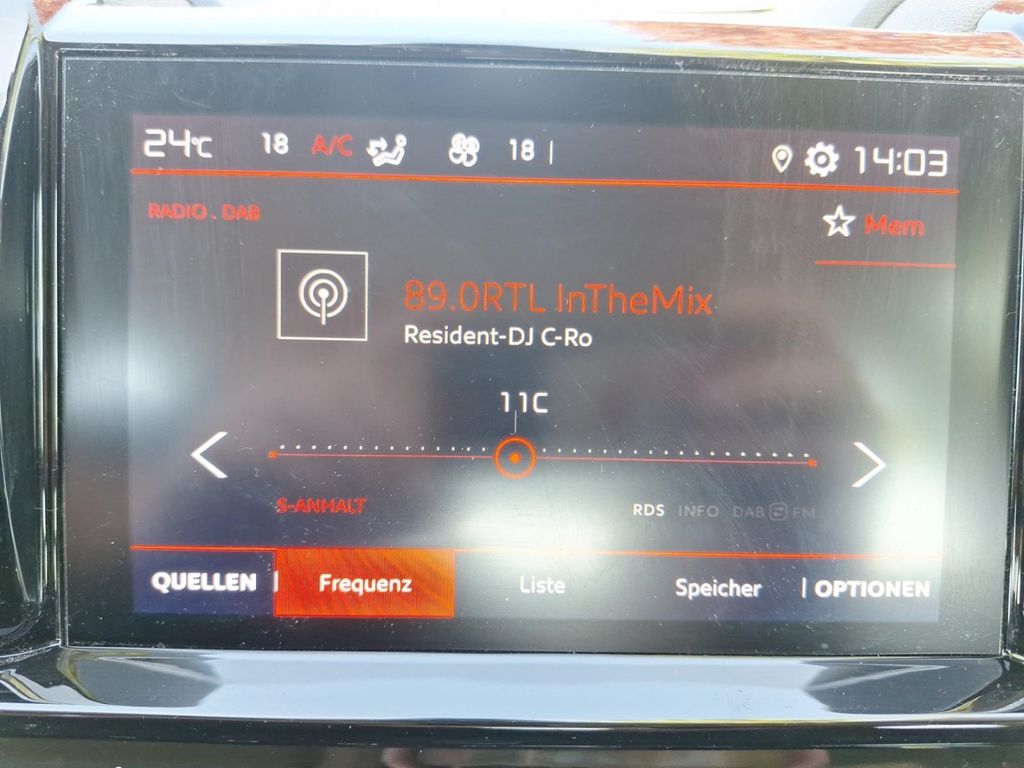 24°C 18 A/C 18 14:03
RADIO . DAB
Mem
89.0RTL InTheMix
Resident-DJ C-Ro
11C
S-ANHALT
RDS INFO DAB FM
QUELLEN Frequenz Liste Speicher OPTIONEN